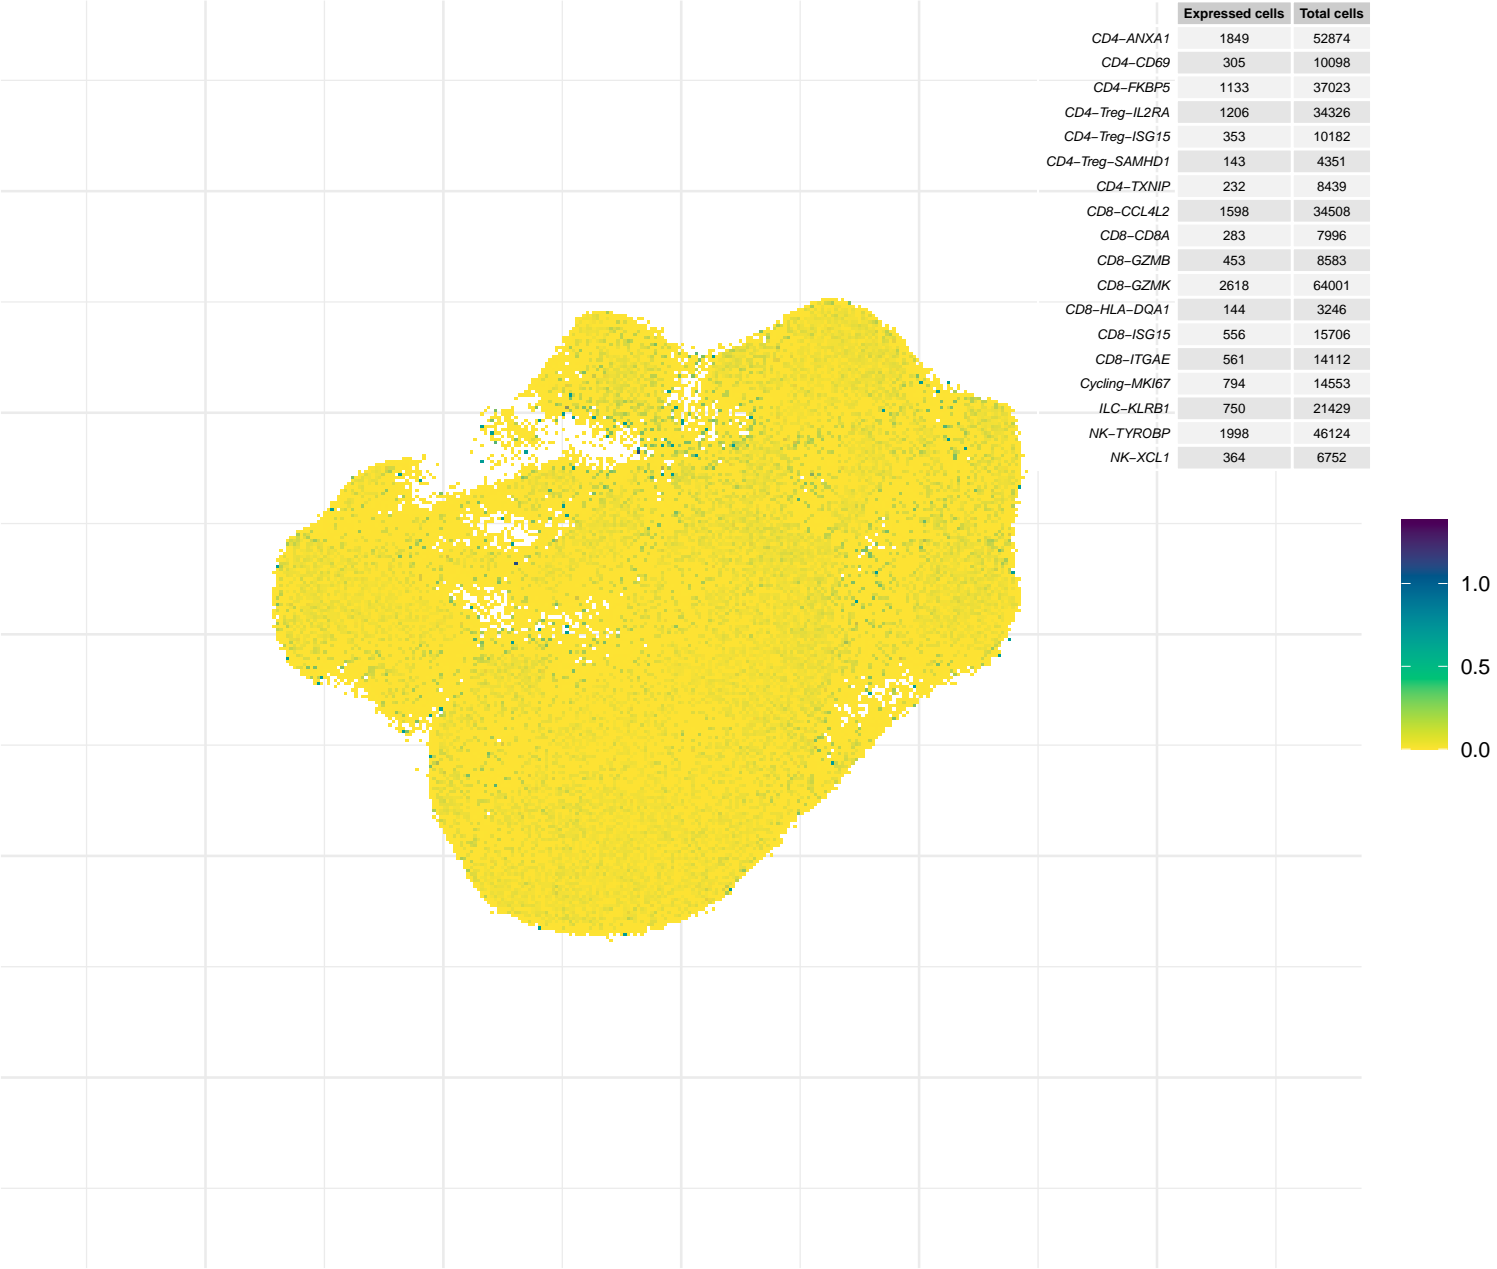 Expressed cells Total cells
CD4−ANXA1 1849 52874
CD4−CD69 305 10098
CD4−FKBP5 1133 37023
CD4−Treg−IL2RA 1206 34326
CD4−Treg−ISG15 353 10182
CD4−Treg−SAMHD1 143 4351
CD4−TXNIP 232 8439
CD8−CCL4L2 1598 34508
CD8−CD8A 283 7996
CD8−GZMB 453 8583
CD8−GZMK 2618 64001
CD8−HLA−DQA1 144 3246
CD8−ISG15 556 15706
CD8−ITGAE 561 14112
Cycling−MKI67 794 14553
ILC−KLRB1 750 21429
NK−TYROBP 1998 46124
NK−XCL1 364 6752
1.0
0.5
0.0